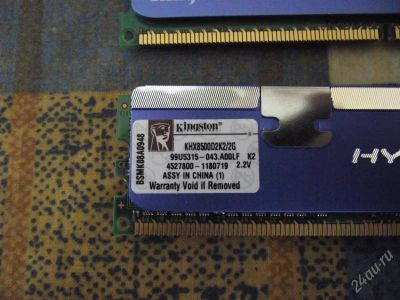 Kingston
KHX8500D2K2/2G
99U5315-043.A00LF K2
4527800-1180719 2.2V
ASSY IN CHINA (1)
Warranty Void if Removed
BSMK08A0948
HY
24au.ru